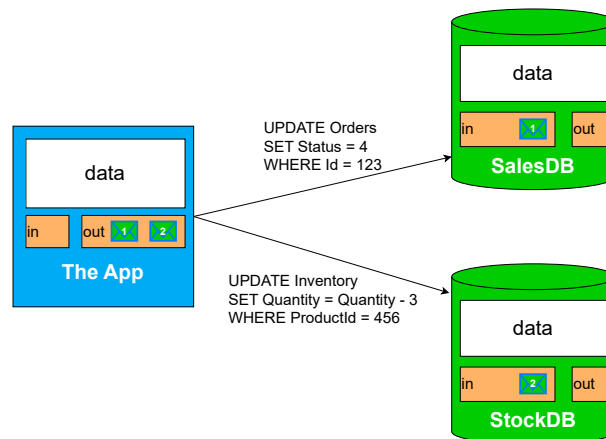 data
in
out
1
2
The App
UPDATE Orders
SET Status = 4
WHERE Id = 123
UPDATE Inventory
SET Quantity = Quantity - 3
WHERE ProductId = 456
data
in
1
out
SalesDB
data
in
2
out
StockDB